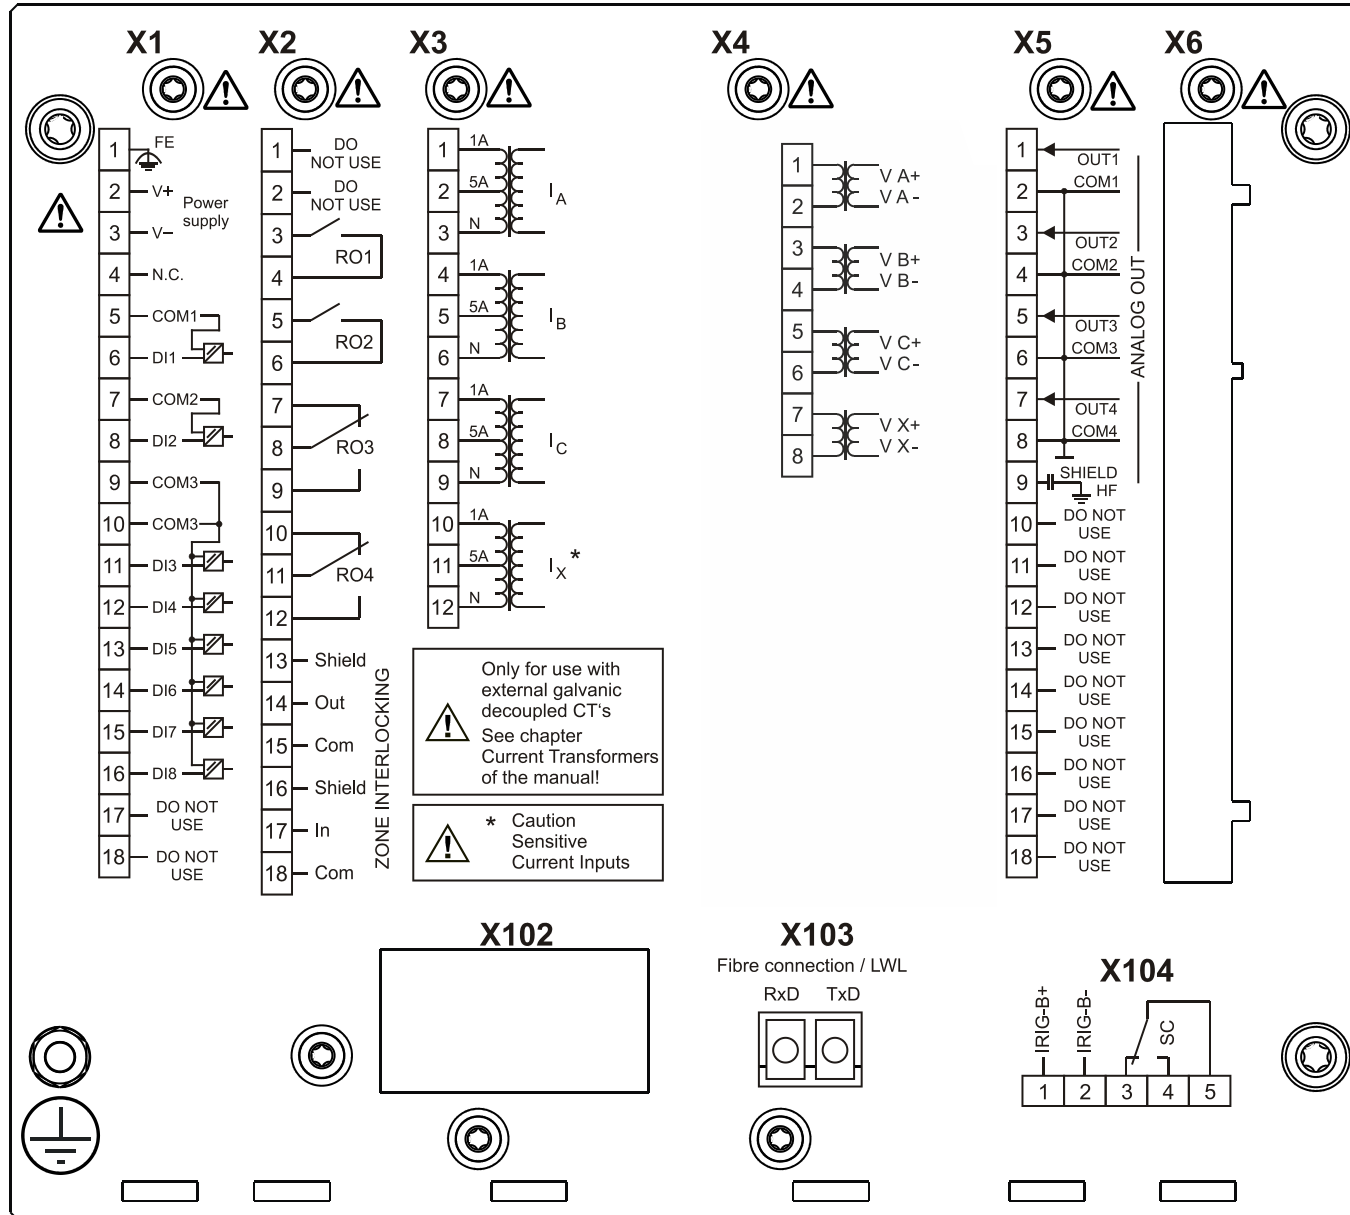 X1
X2
X3
X4
X5
X6
1 FE
2 V+
Power
supply
3 V–
4 N.C.
5 COM1
6 DI1
7 COM2
8 DI2
9 COM3
10 COM3
11 DI3
12 DI4
13 DI5
14 DI6
15 DI7
16 DI8
17 DO NOT
USE
18 DO NOT
USE
1 DO
NOT USE
2 DO
NOT USE
3
RO1
4
5
RO2
6
7
8 RO3
9
10
11 RO4
12
13 Shield
14 Out
15 Com
16 Shield
17 In
18 Com
ZONE INTERLOCKING
1 1A
2 5A IA
3 N
4 1A
5 5A IB
6 N
7 1A
8 5A IC
9 N
10 1A
11 5A IX *
12 N
Only for use with
external galvanic
decoupled CT‘s
See chapter
Current Transformers
of the manual!
* Caution
Sensitive
Current Inputs
1 V A+
2 V A-
3 V B+
4 V B-
5 V C+
6 V C-
7 V X+
8 V X-
1 OUT1
2 COM1
3 OUT2
4 COM2
5 OUT3
6 COM3
7 OUT4
8 COM4
9 SHIELD
HF
ANALOG OUT
10 DO NOT
USE
11 DO NOT
USE
12 DO NOT
USE
13 DO NOT
USE
14 DO NOT
USE
15 DO NOT
USE
16 DO NOT
USE
17 DO NOT
USE
18 DO NOT
USE
X102
X103
Fibre connection / LWL
RxD TxD
X104
IRIG-B+
IRIG-B-
SC
1 2 3 4 5